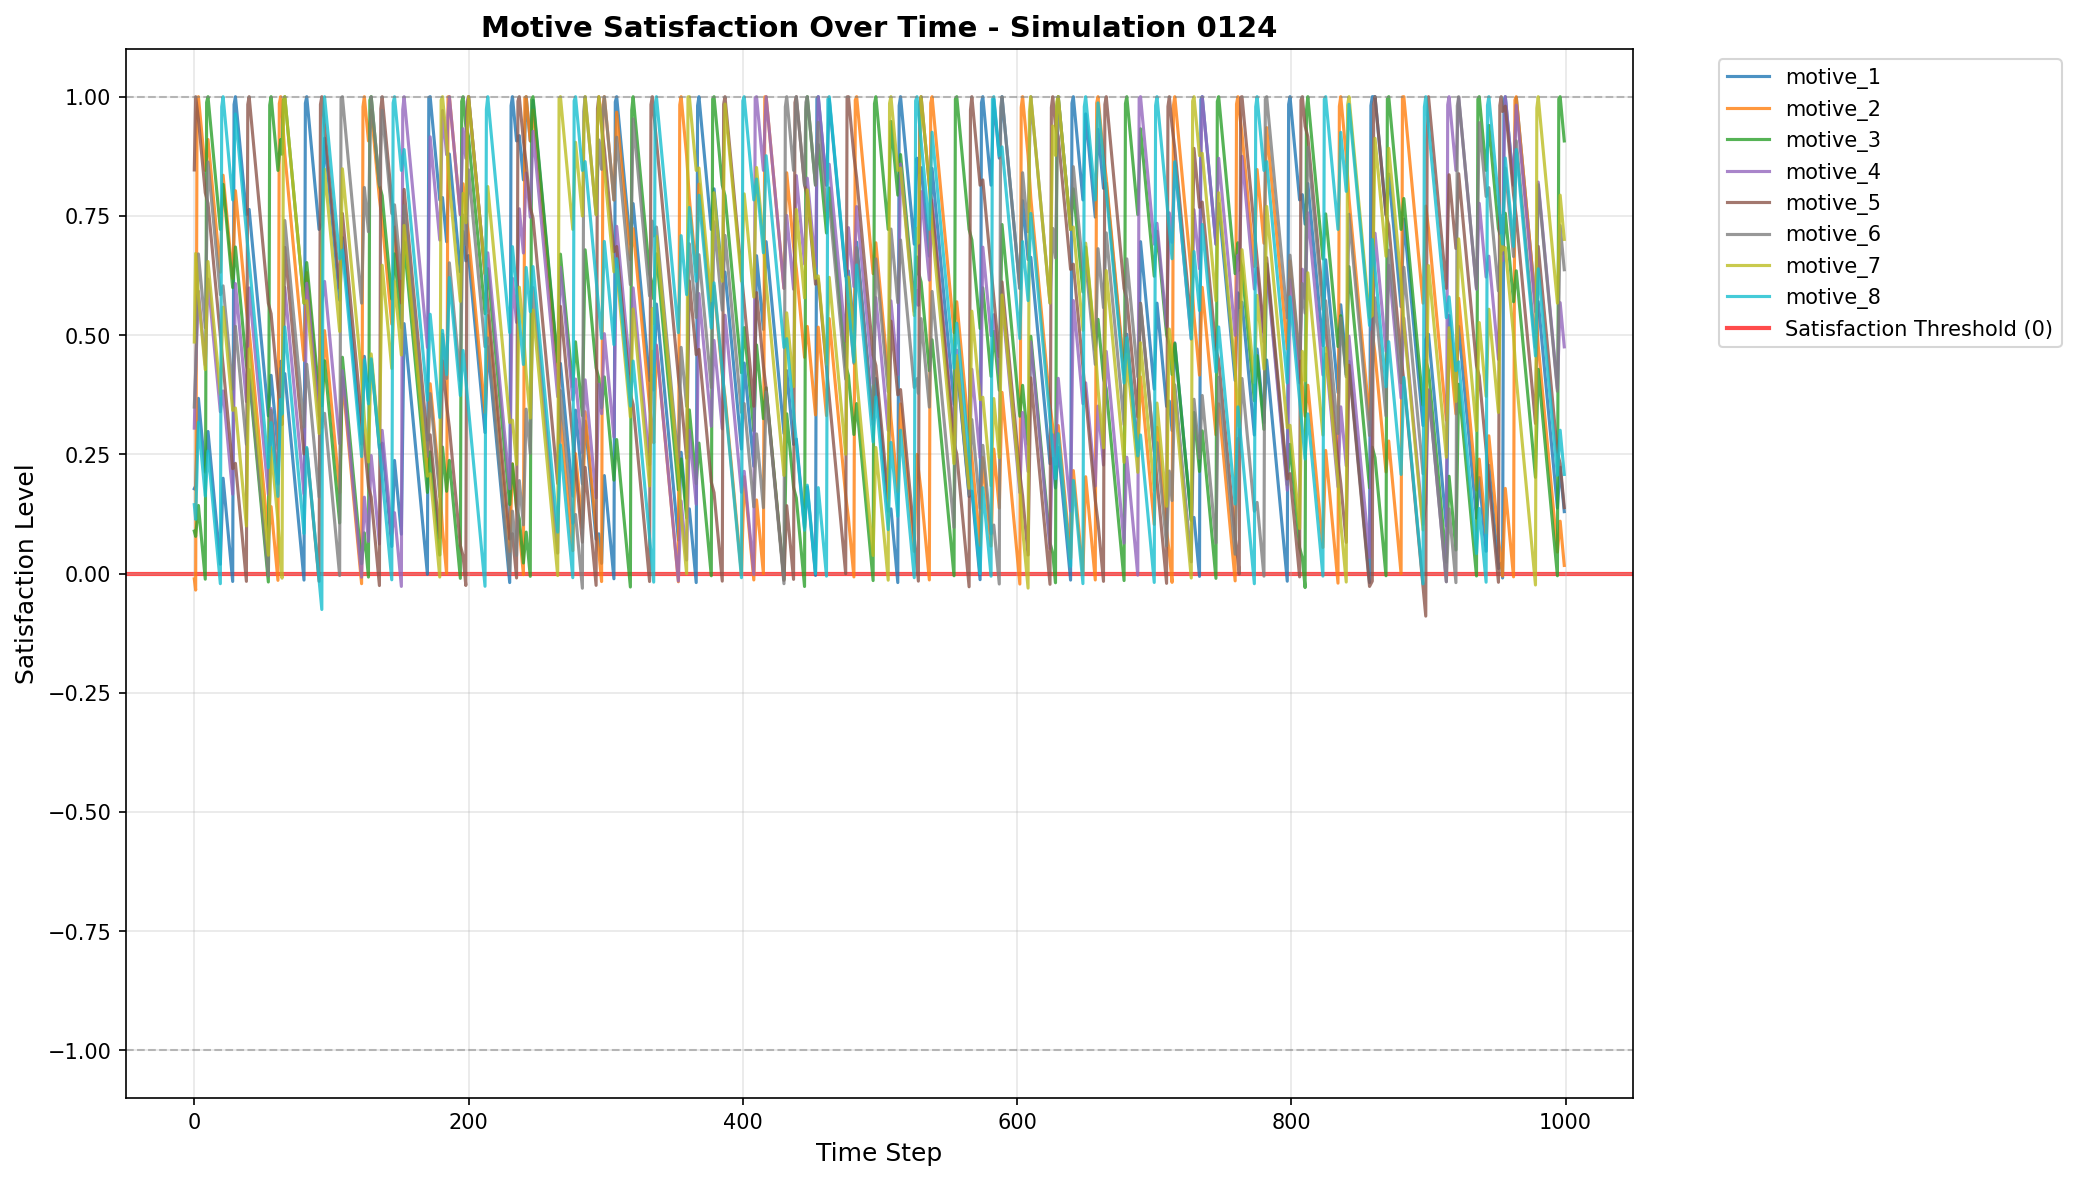 Motive Satisfaction Over Time - Simulation 0124
1.00
0.75
0.50
0.25
0.00
−0.25
−0.50
−0.75
−1.00
Satisfaction Level
0
200
400
600
800
1000
Time Step
motive_1
motive_2
motive_3
motive_4
motive_5
motive_6
motive_7
motive_8
Satisfaction Threshold (0)